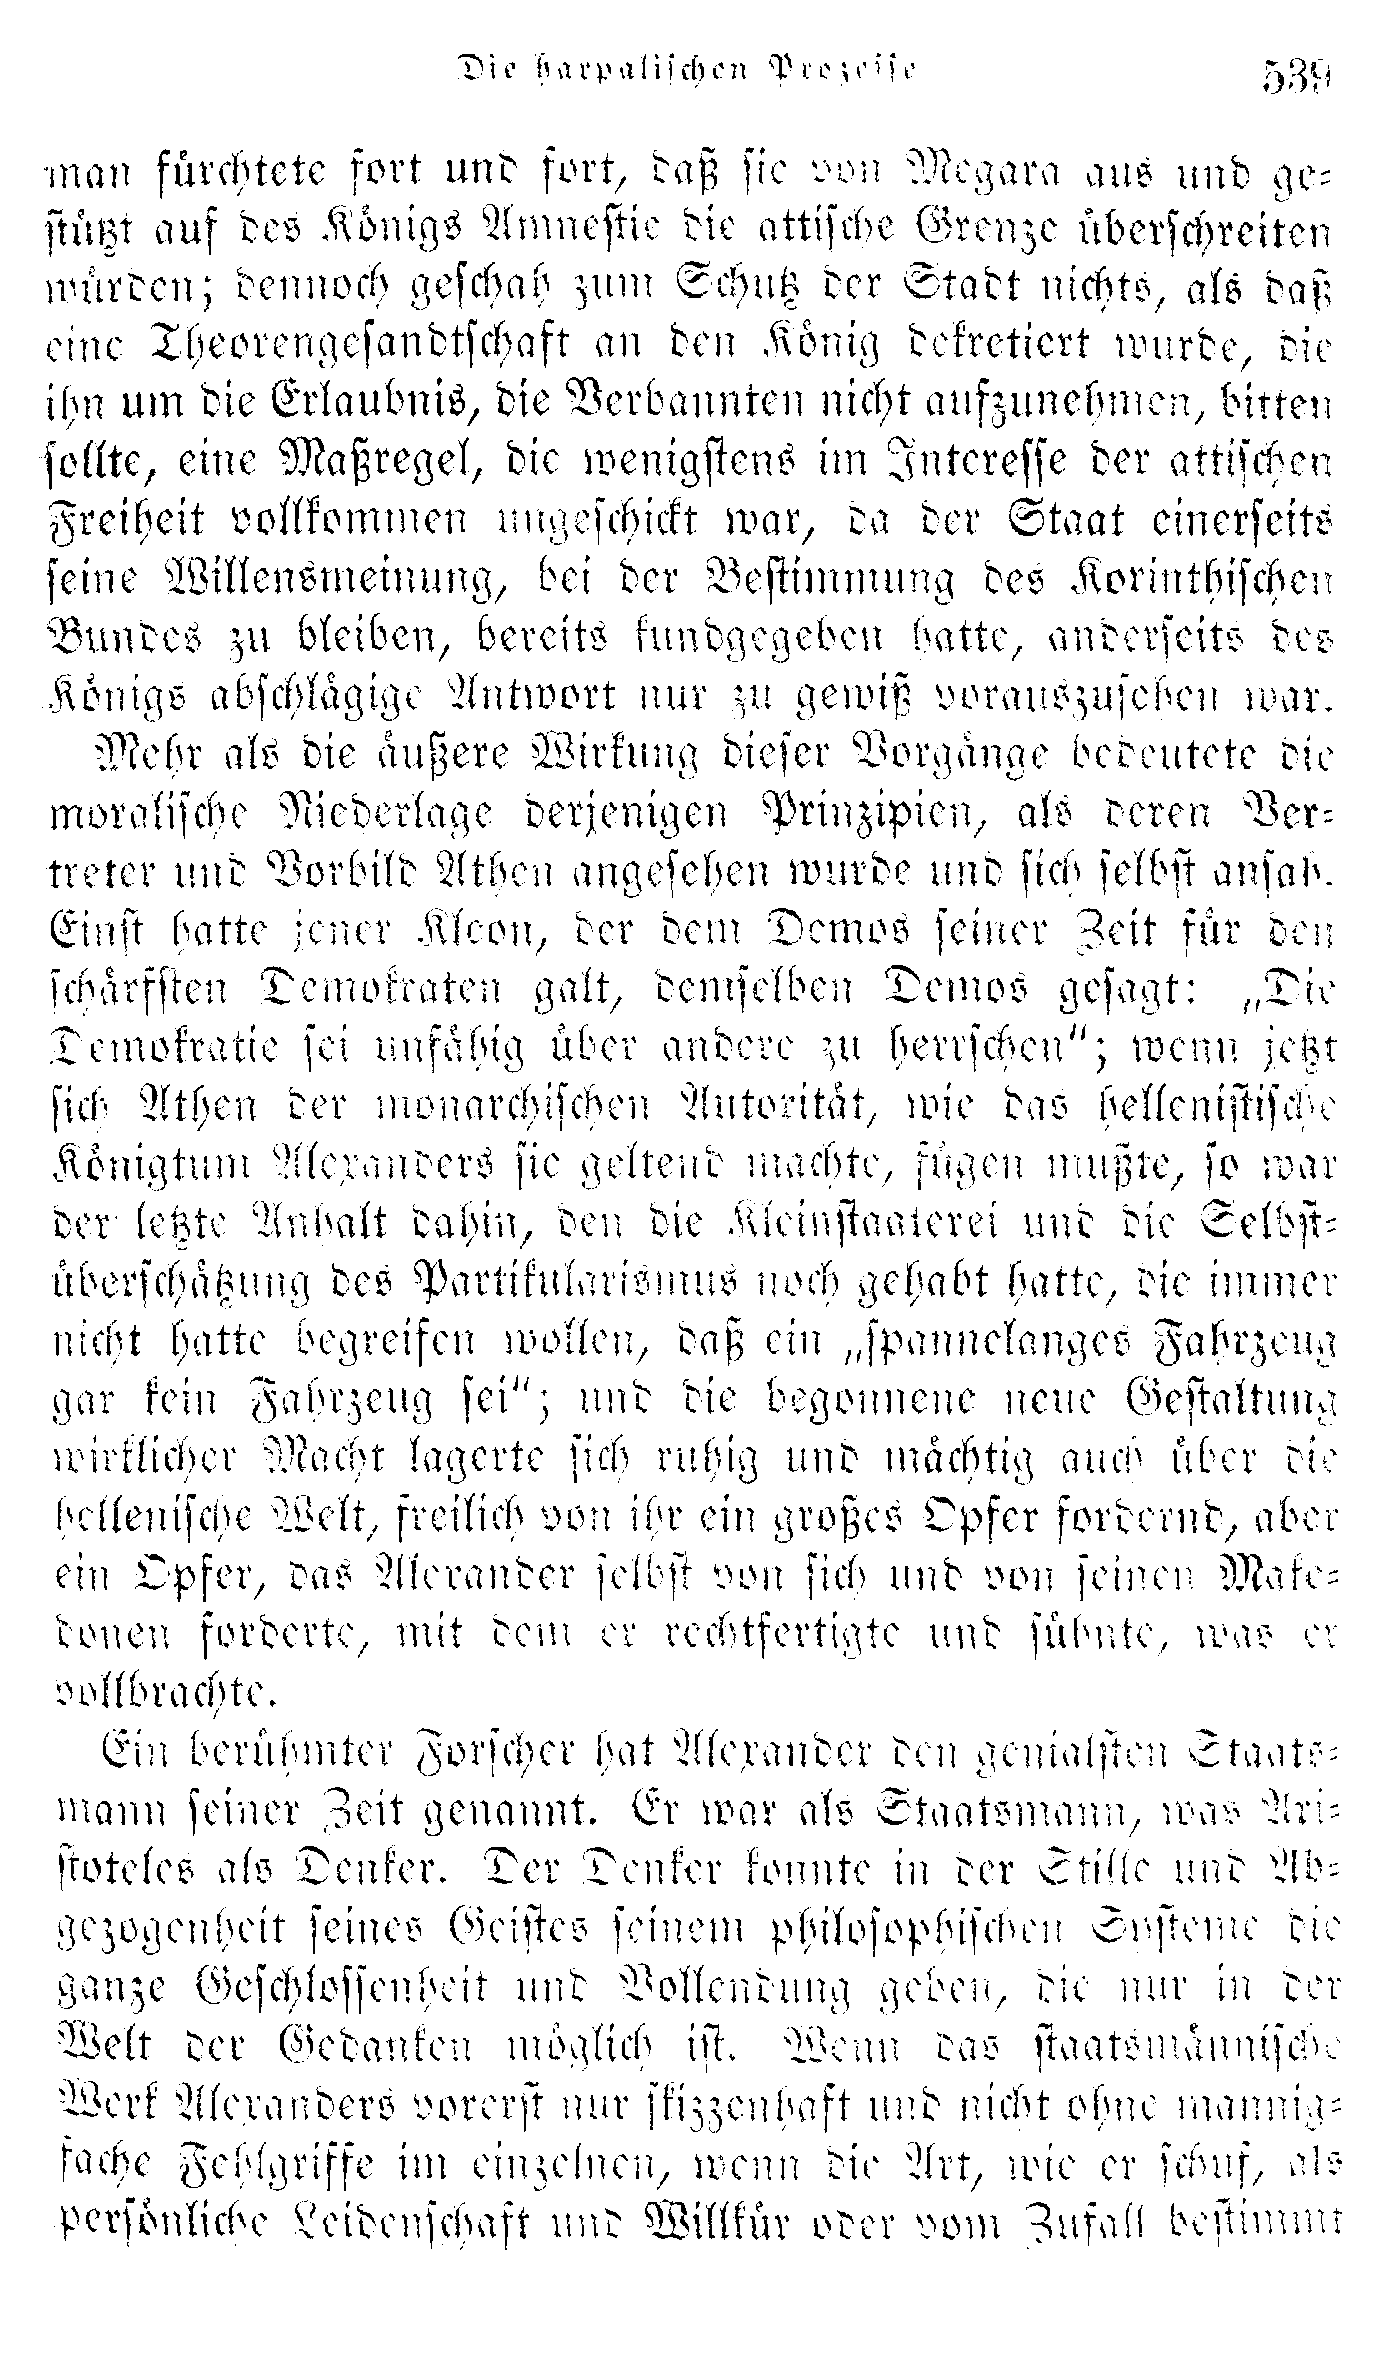 Die harpalischen Prozesse 539
man fürchtete fort und fort, daß sie von Megara aus und ge-
stützt auf des Königs Amnestie die attische Grenze überschreiten
würden; dennoch geschah zum Schutz der Stadt nichts, als daß
eine Theorengesandtschaft an den König dekretiert wurde, die
ihn um die Erlaubnis, die Verbannten nicht aufzunehmen, bitten
sollte, eine Maßregel, die wenigstens im Interesse der attischen
Freiheit vollkommen ungeschickt war, da der Staat einerseits
seine Willensmeinung, bei der Bestimmung des Korinthischen
Bundes zu bleiben, bereits kundgegeben hatte, anderseits des
Königs abschlägige Antwort nur zu gewiß vorauszusehen war.
Mehr als die äußere Wirkung dieser Vorgänge bedeutete die
moralische Niederlage derjenigen Prinzipien, als deren Ver-
treter und Vorbild Athen angesehen wurde und sich selbst ansah.
Einst hatte jener Kleon, der dem Demos seiner Zeit für den
schärfsten Demokraten galt, demselben Demos gesagt: „Die
Demokratie sei unfähig über andere zu herrschen“; wenn jetzt
sich Athen der monarchischen Autorität, wie das hellenistische
Königtum Alexanders sie geltend machte, fügen mußte, so war
der letzte Anhalt dahin, den die Kleinstaaterei und die Selbst-
überschätzung des Partikularismus noch gehabt hatte, die immer
nicht hatte begreifen wollen, daß ein „spannelanges Fahrzeug
gar kein Fahrzeug sei“; und die begonnene neue Gestaltung
wirklicher Macht lagerte sich ruhig und mächtig auch über die
hellenische Welt, freilich von ihr ein großes Opfer fordernd, aber
ein Opfer, das Alexander selbst von sich und von seinen Make-
donen forderte, mit dem er rechtfertigte und sühnte, was er
vollbrachte.
Ein berühmter Forscher hat Alexander den genialsten Staats-
mann seiner Zeit genannt. Er war als Staatsmann, was Ari-
stoteles als Denker. Der Denker konnte in der Stille und Ab-
gezogenheit seines Geistes seinem philosophischen Systeme die
ganze Geschlossenheit und Vollendung geben, die nur in der
Welt der Gedanken möglich ist. Wenn das staatsmännische
Werk Alexanders vorerst nur skizzenhaft und nicht ohne mannig-
fache Fehlgriffe im einzelnen, wenn die Art, wie er schuf, als
persönliche Leidenschaft und Willkür oder vom Zufall bestimmt